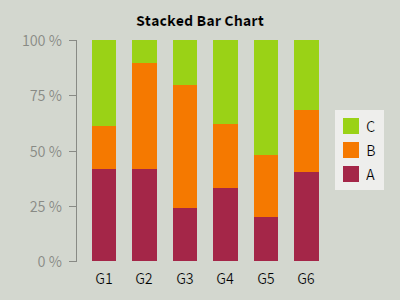 Stacked Bar Chart
100 %
75 %
50 %
25 %
0 %
G1 G2 G3 G4 G5 G6
C
B
A